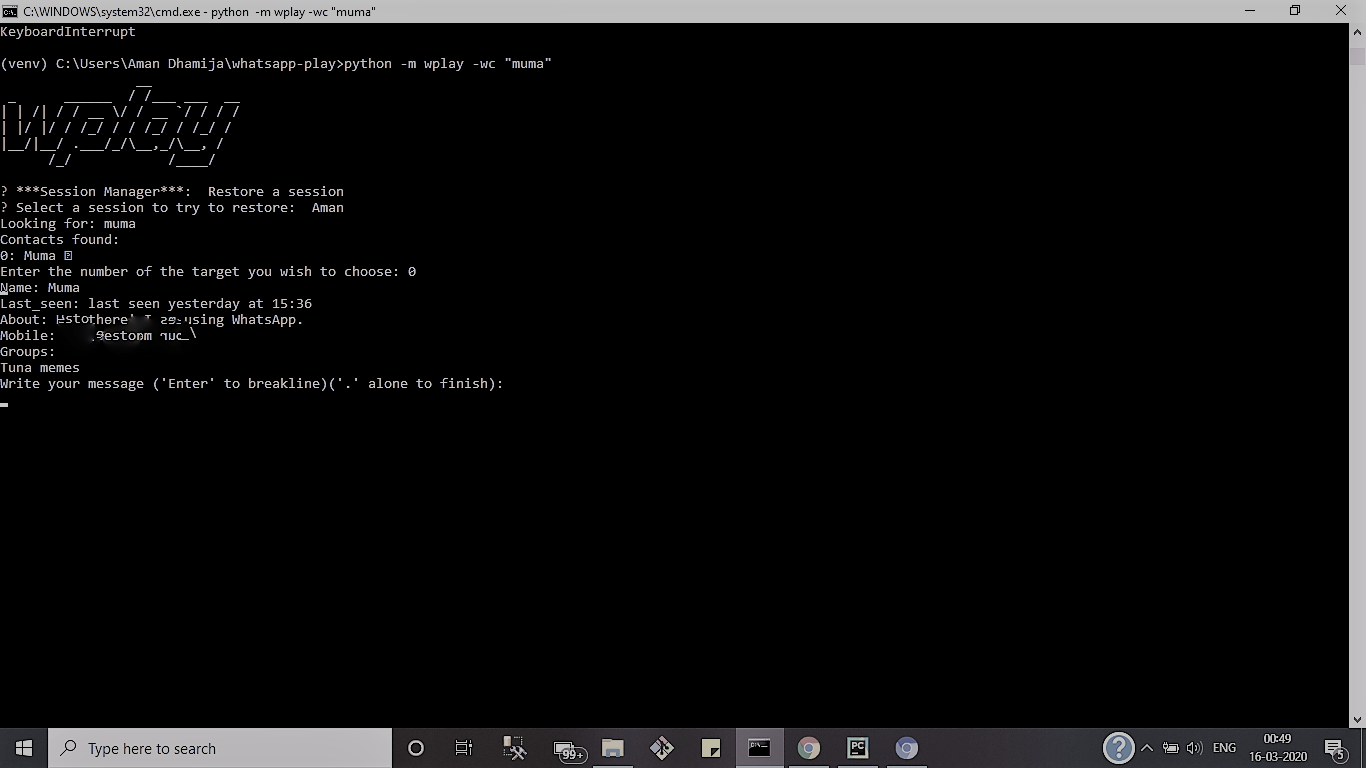 C:\WINDOWS\system32\cmd.exe - python  -m wplay -wc "muma"
KeyboardInterrupt
(venv) C:\Users\Aman Dhamija\whatsapp-play>python -m wplay -wc "muma"
wplay
? ***Session Manager***:  Restore a session
? Select a session to try to restore:  Aman
Looking for: muma
Contacts found:
0: Muma
Enter the number of the target you wish to choose: 0
Name: Muma
Last_seen: last seen yesterday at 15:36
About: using WhatsApp.
Mobile:
Groups:
Tuna memes
Write your message ('Enter' to breakline)('.' alone to finish):
Type here to search
99+
PC
ENG
00:49
16-03-2020
5